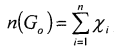 n(G_o) = \sum_{i=1}^{n} \chi_i